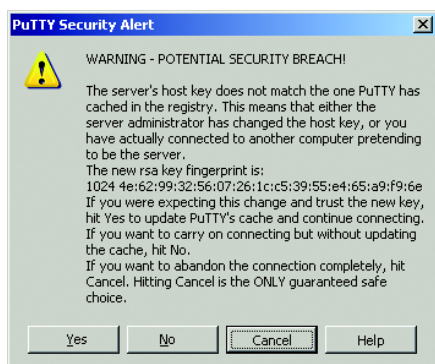 PuTTY Security Alert
WARNING - POTENTIAL SECURITY BREACH!
The server's host key does not match the one PuTTY has
cached in the registry. This means that either the
server administrator has changed the host key, or you
have actually connected to another computer pretending
to be the server.
The new rsa key fingerprint is:
1024 4e:62:99:32:56:07:26:1c:c5:39:55:e4:65:a9:f9:6e
If you were expecting this change and trust the new key,
hit Yes to update PuTTY's cache and continue connecting.
If you want to carry on connecting but without updating
the cache, hit No.
If you want to abandon the connection completely, hit
Cancel. Hitting Cancel is the ONLY guaranteed safe
choice.
Yes No Cancel Help